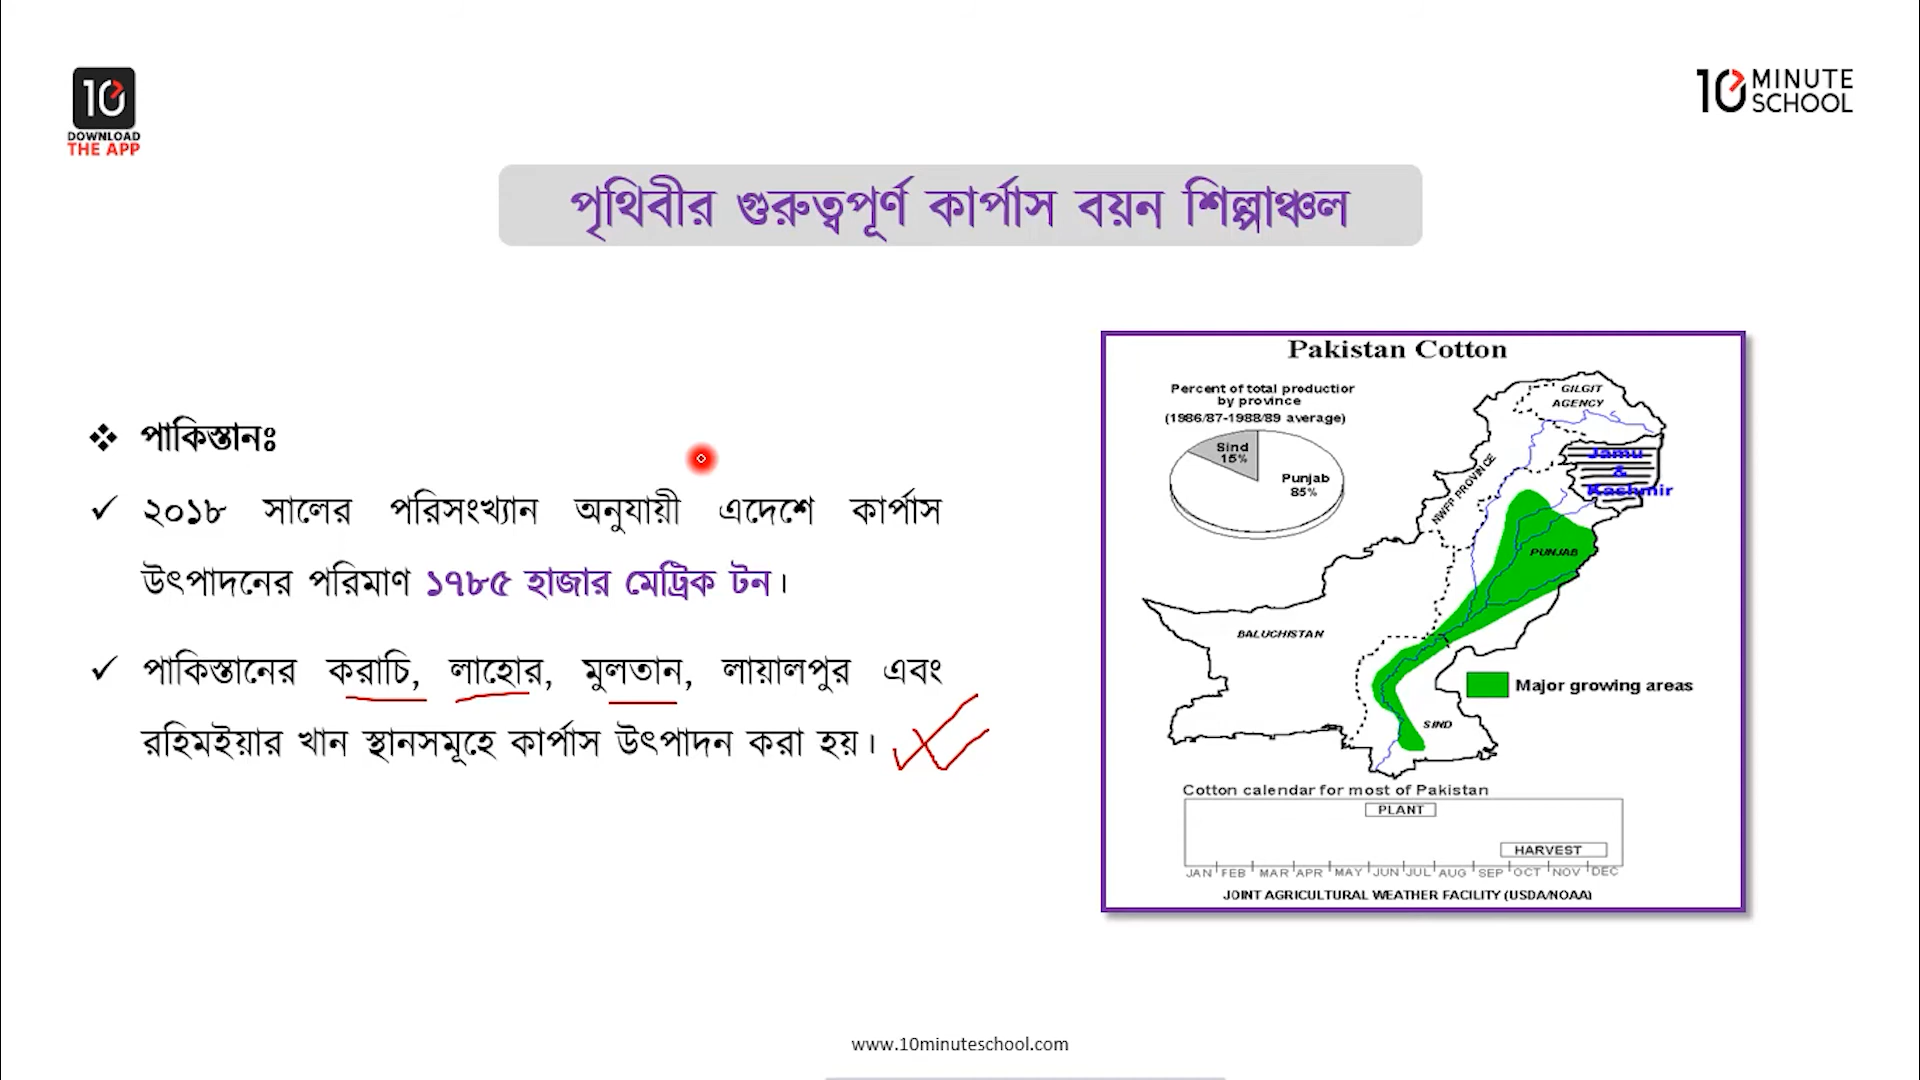 10
DOWNLOAD
THE APP
10 MINUTE
SCHOOL
পৃথিবীর গুরুত্বপূর্ণ কার্পাস বয়ন শিল্পাঞ্চল
❖ পাকিস্তানঃ
✓ ২০১৮ সালের পরিসংখ্যান অনুযায়ী এদেশে কার্পাস
উৎপাদনের পরিমাণ ১৭৮৫ হাজার মেট্রিক টন।
✓ পাকিস্তানের করাচি, লাহোর, মুলতান, লায়ালপুর এবং
রহিমইয়ার খান স্থানসমূহে কার্পাস উৎপাদন করা হয়।
Pakistan Cotton
Percent of total production
by province
(1986/87-1988/89 average)
Sind
15%
Punjab
85%
GILGIT
AGENCY
Jamu
&
Kashmir
NWFP PROVINCE
PUNJAB
BALUCHISTAN
Major growing areas
SIND
Cotton calendar for most of Pakistan
PLANT
HARVEST
JAN FEB MAR APR MAY JUN JUL AUG SEP OCT NOV DEC
JOINT AGRICULTURAL WEATHER FACILITY (USDA/NOAA)
www.10minuteschool.com